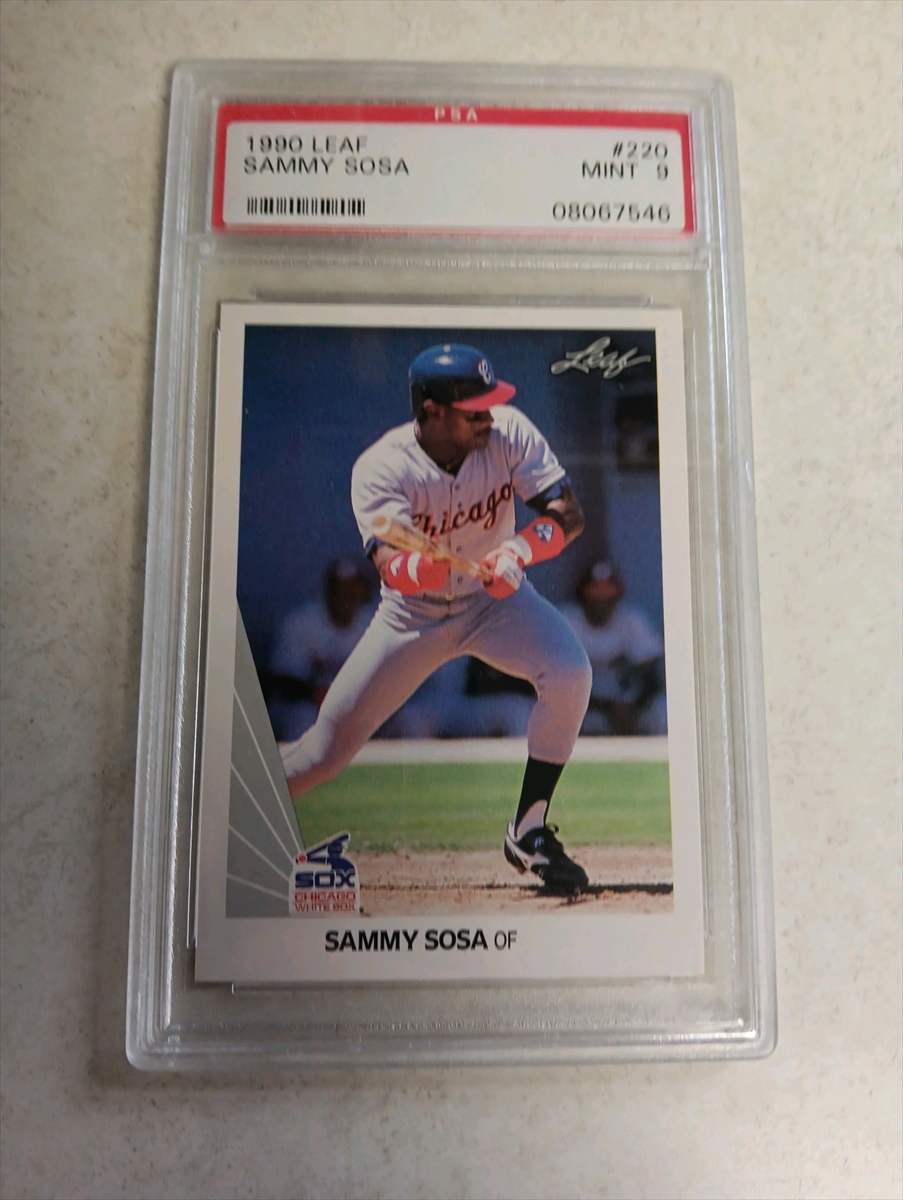 PSA
1990 LEAF #220
SAMMY SOSA MINT 9
08067546
Leaf
Chicago
SOX
CHICAGO
WHITE SOX
SAMMY SOSA OF